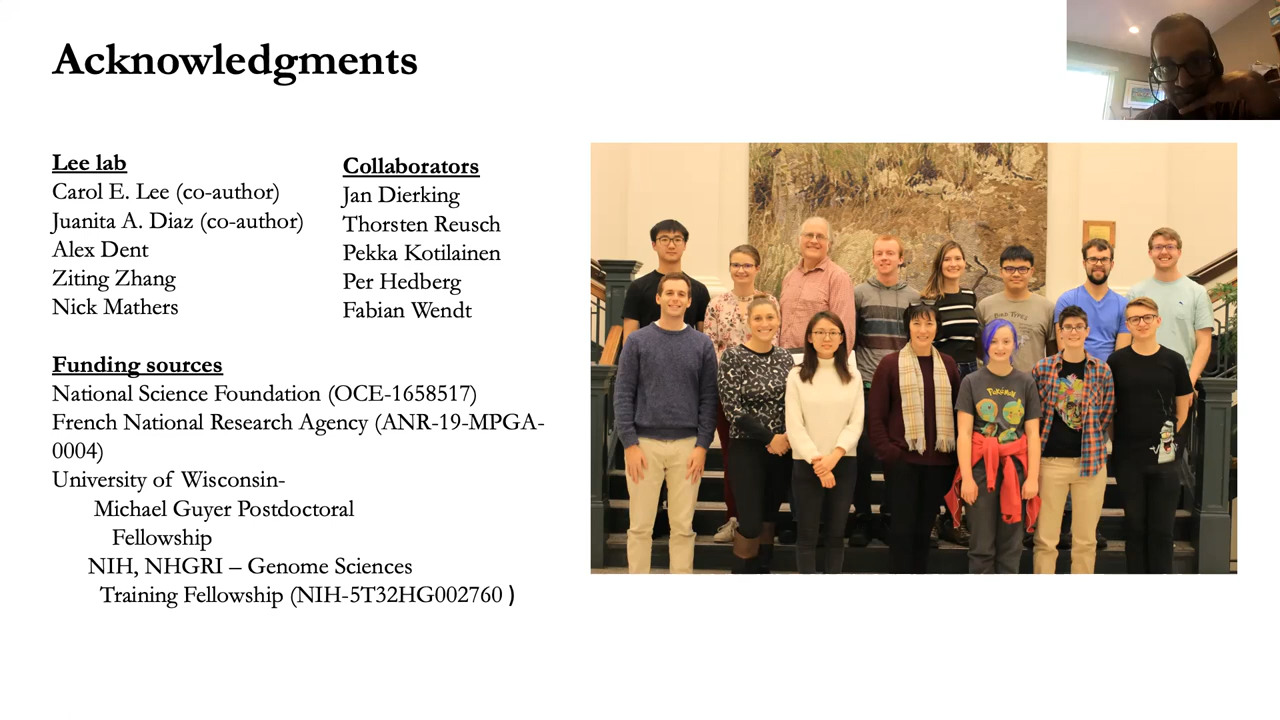 Acknowledgments
Lee lab
Carol E. Lee (co-author)
Juanita A. Diaz (co-author)
Alex Dent
Ziting Zhang
Nick Mathers
Collaborators
Jan Dierking
Thorsten Reusch
Pekka Kotilainen
Per Hedberg
Fabian Wendt
Funding sources
National Science Foundation (OCE-1658517)
French National Research Agency (ANR-19-MPGA-
0004)
University of Wisconsin-
Michael Guyer Postdoctoral
Fellowship
NIH, NHGRI – Genome Sciences
Training Fellowship (NIH-5T32HG002760 )